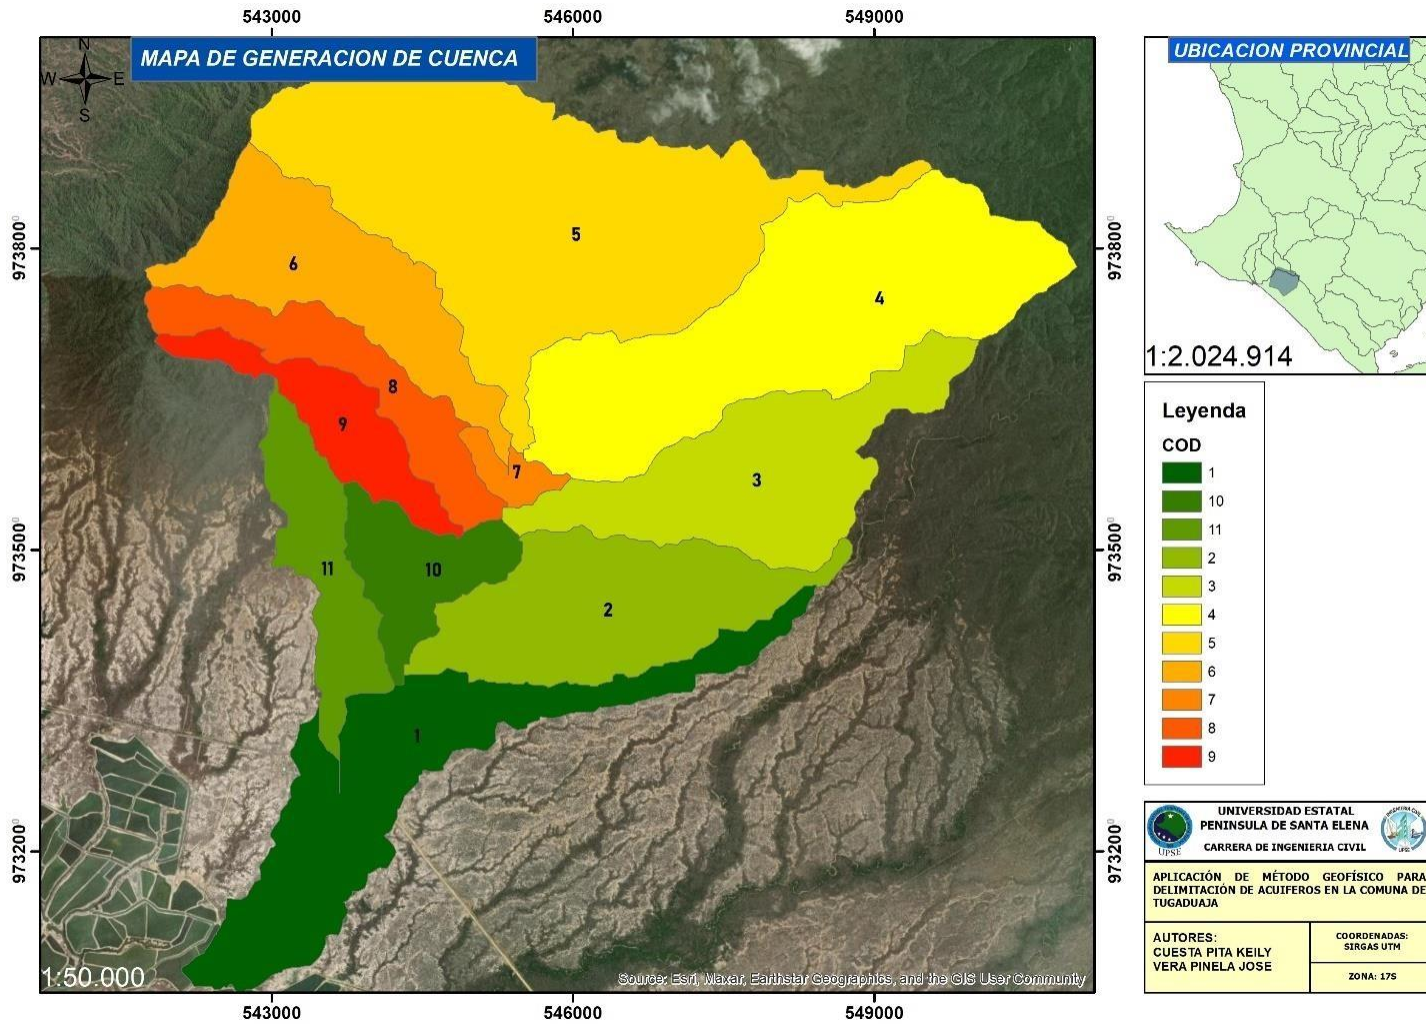 543000
546000
549000
MAPA DE GENERACION DE CUENCA
N
W
E
S
UBICACION PROVINCIAL
973800
973800
5
6
4
1:2.024.914
8
9
7
3
Leyenda
COD
1
10
11
2
3
4
5
6
7
8
9
973500
973500
11
10
2
1
973200
973200
UPSE
UNIVERSIDAD ESTATAL
PENINSULA DE SANTA ELENA
CARRERA DE INGENIERIA CIVIL
APLICACIÓN DE MÉTODO GEOFÍSICO PARA
DELIMITACIÓN DE ACUIFEROS EN LA COMUNA DE
TUGADUAJA
AUTORES:
CUESTA PITA KEILY
VERA PINELA JOSE
COORDENADAS:
SIRGAS UTM
ZONA: 17S
1:50.000
Source: Esri, Maxar, Earthstar Geographics, and the GIS User Community
543000
546000
549000